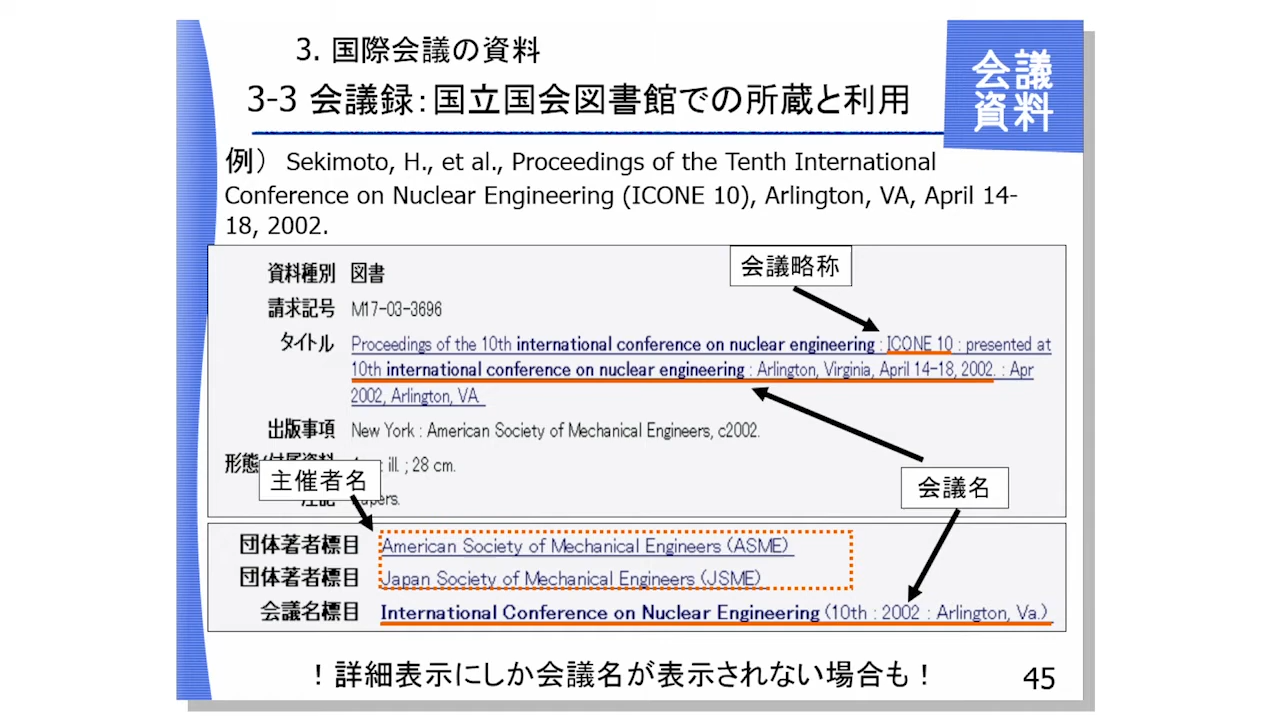 3. 国際会議の資料
3-3 会議録：国立国会図書館での所蔵と利用
会議
資料
例） Sekimoto, H., et al., Proceedings of the Tenth International
Conference on Nuclear Engineering (ICONE 10), Arlington, VA, April 14-
18, 2002.
会議略称
資料種別 図書
請求記号 M17-03-3696
タイトル Proceedings of the 10th international conference on nuclear engineering : ICONE 10 : presented at
10th international conference on nuclear engineering : Arlington, Virginia, April 14-18, 2002. : Apr
2002, Arlington, VA
出版事項 New York : American Society of Mechanical Engineers, c2002.
形態 ill. ; 28 cm.
主催者名
会議名
団体著者標目 American Society of Mechanical Engineers (ASME)
団体著者標目 Japan Society of Mechanical Engineers (JSME)
会議名標目 International Conference on Nuclear Engineering (10th : 2002 : Arlington, Va.)
！詳細表示にしか会議名が表示されない場合も！
45